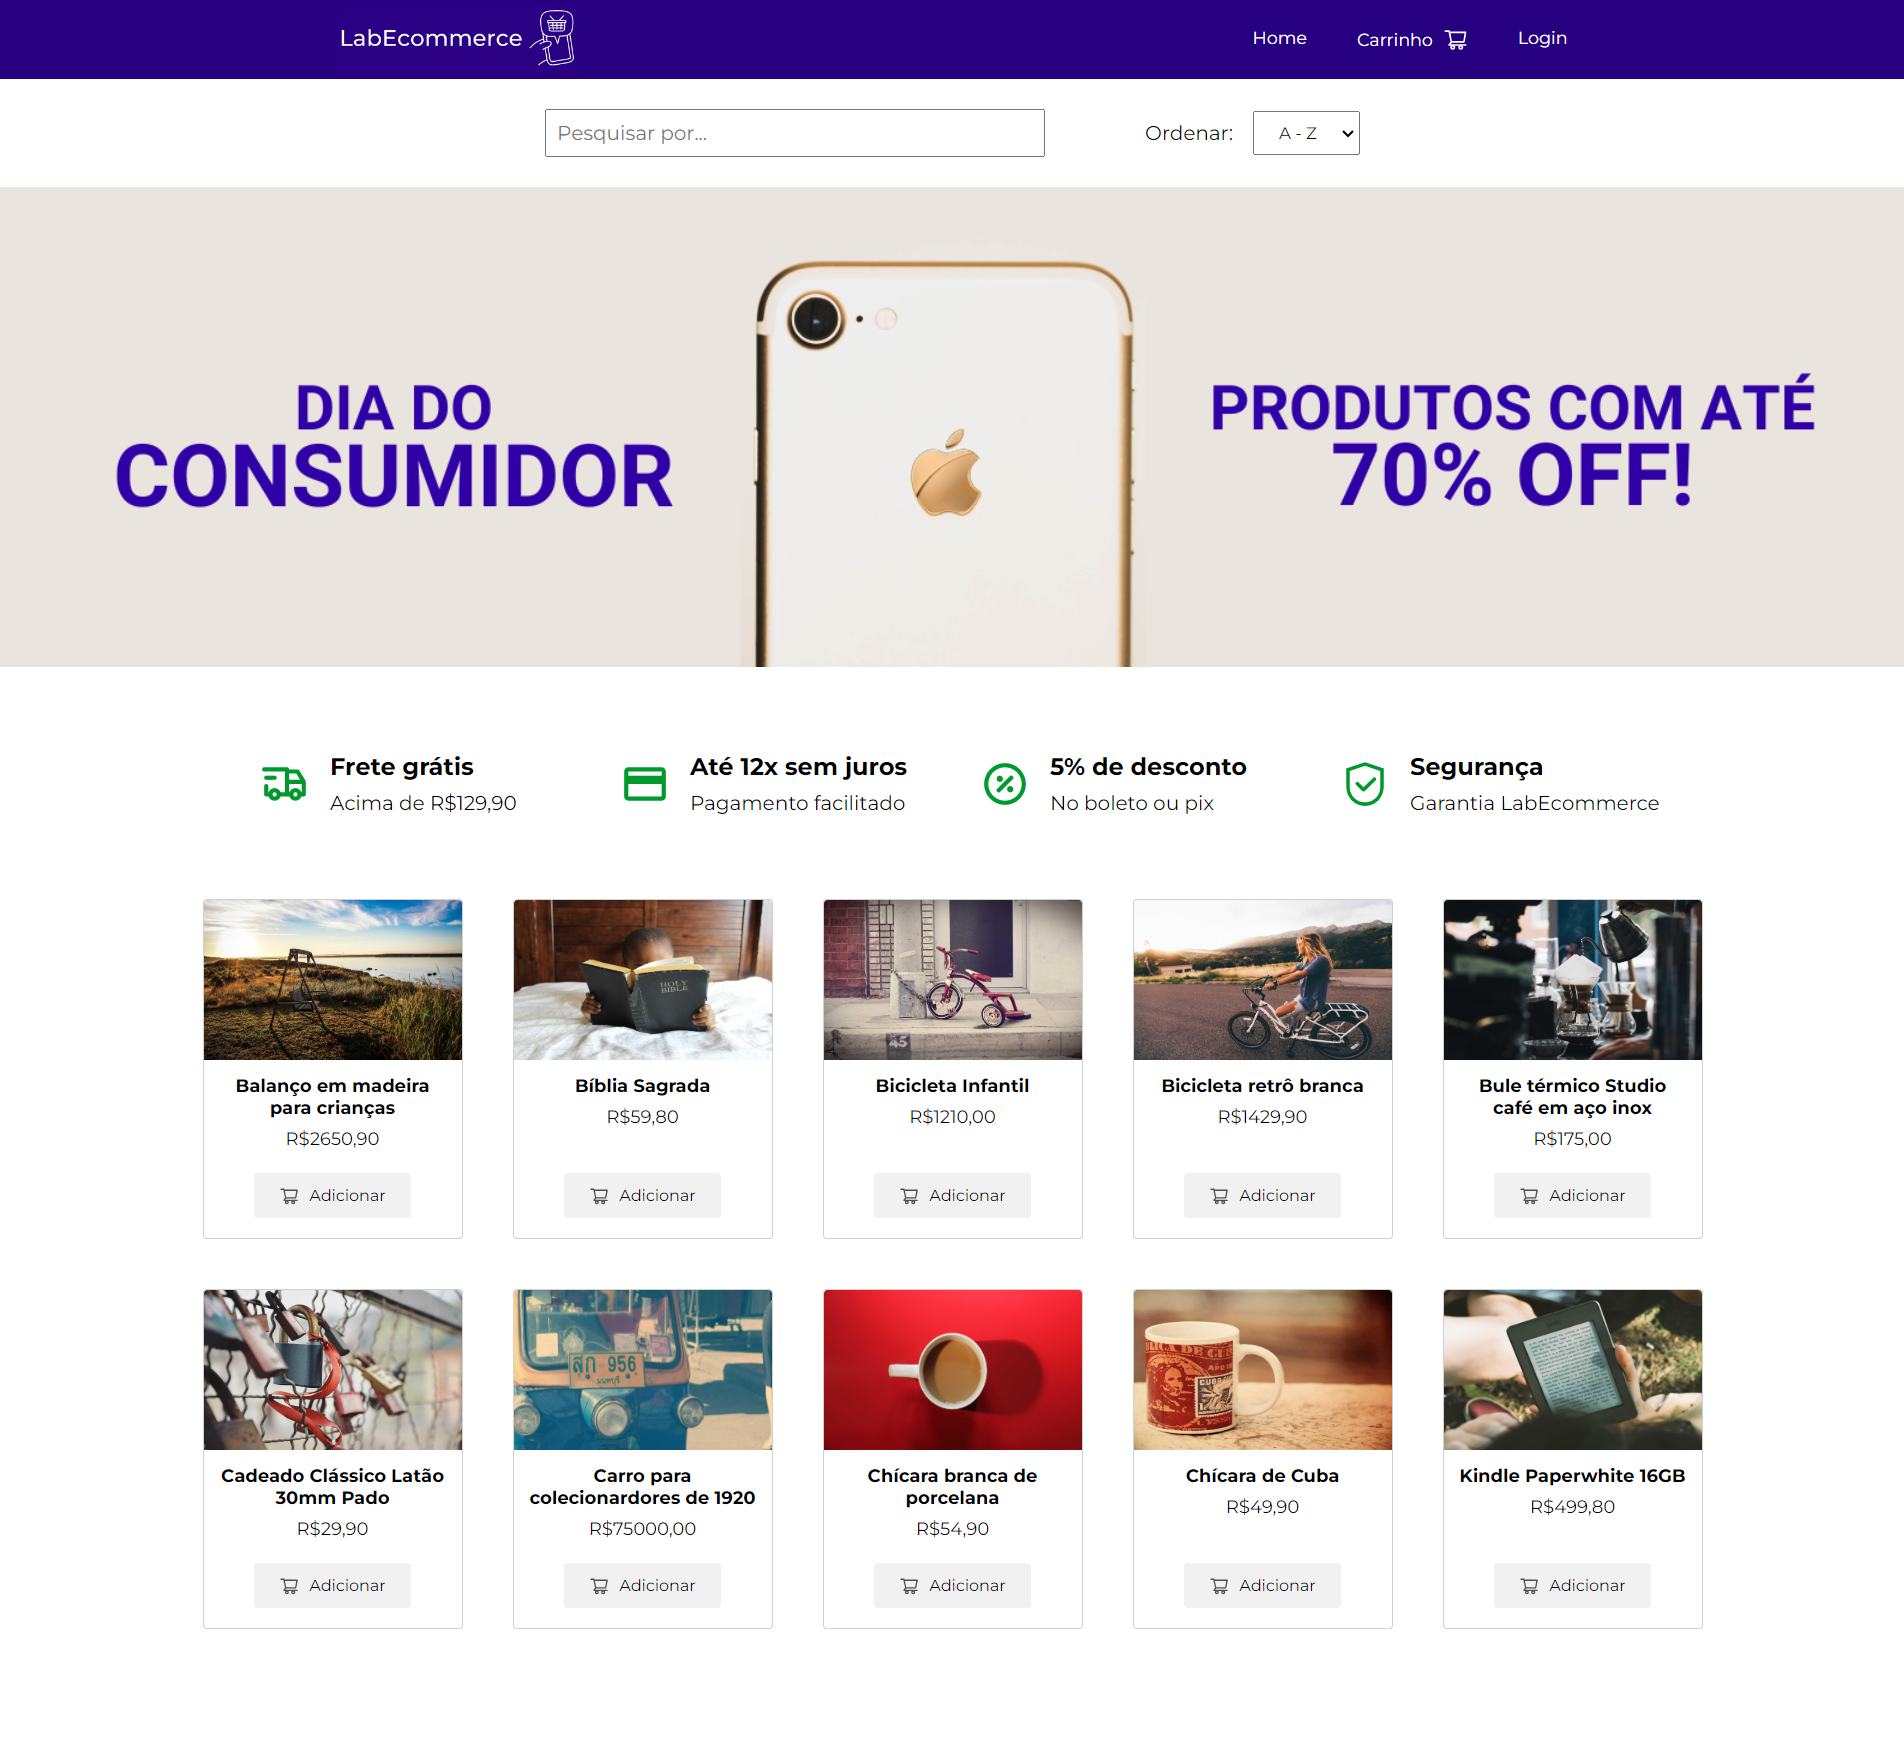 LabEcommerce
Home
Carrinho
Login
Pesquisar por...
Ordenar:
A - Z
DIA DO
CONSUMIDOR
PRODUTOS COM ATÉ
70% OFF!
Frete grátis
Acima de R$129,90
Até 12x sem juros
Pagamento facilitado
5% de desconto
No boleto ou pix
Segurança
Garantia LabEcommerce
HOLY
BIBLE
45
Balanço em madeira
para crianças
R$2650,90
Adicionar
Bíblia Sagrada
R$59,80
Adicionar
Bicicleta Infantil
R$1210,00
Adicionar
Bicicleta retrô branca
R$1429,90
Adicionar
Bule térmico Studio
café em aço inox
R$175,00
Adicionar
956
Cadeado Clássico Latão
30mm Pado
R$29,90
Adicionar
Carro para
colecionardores de 1920
R$75000,00
Adicionar
Chícara branca de
porcelana
R$54,90
Adicionar
Chícara de Cuba
R$49,90
Adicionar
Kindle Paperwhite 16GB
R$499,80
Adicionar